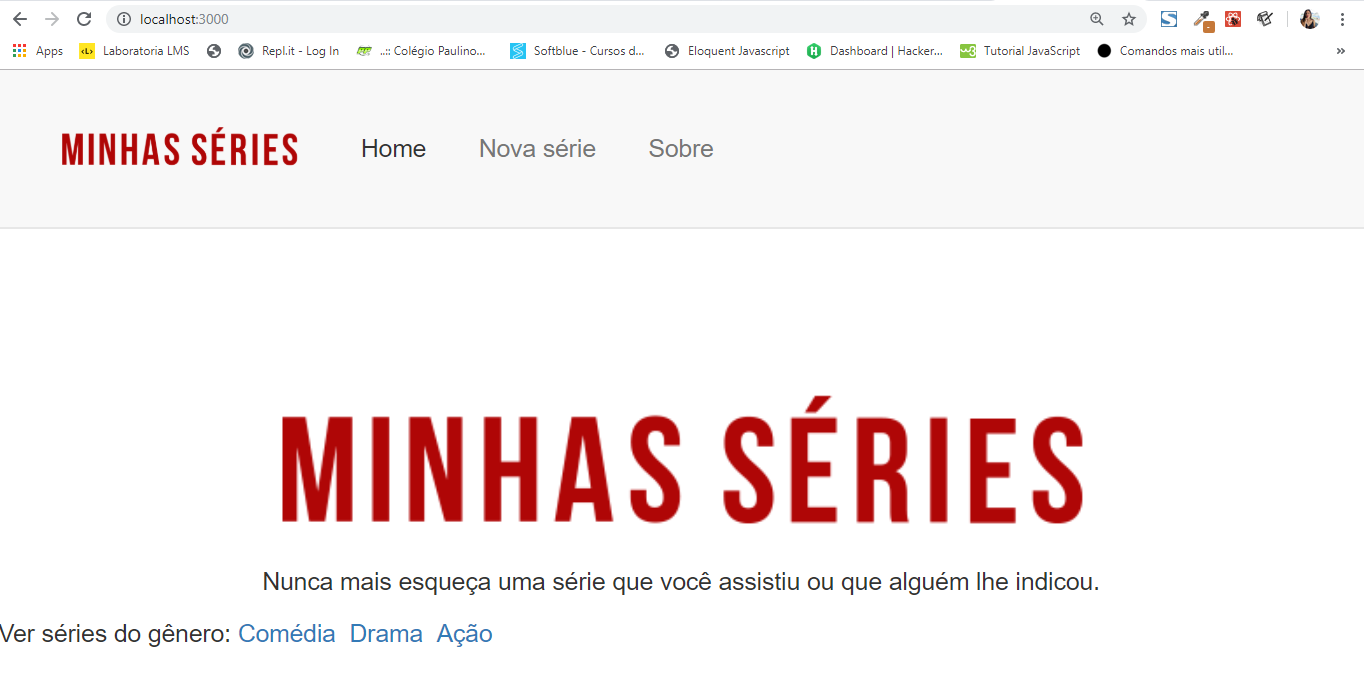 localhost:3000
Apps Laboratoria LMS Repl.it - Log In ..:: Colégio Paulino... Softblue - Cursos d... Eloquent Javascript Dashboard | Hacker... Tutorial JavaScript Comandos mais util... »
MINHAS SÉRIES Home Nova série Sobre
MINHAS SÉRIES
Nunca mais esqueça uma série que você assistiu ou que alguém lhe indicou.
Ver séries do gênero: Comédia Drama Ação